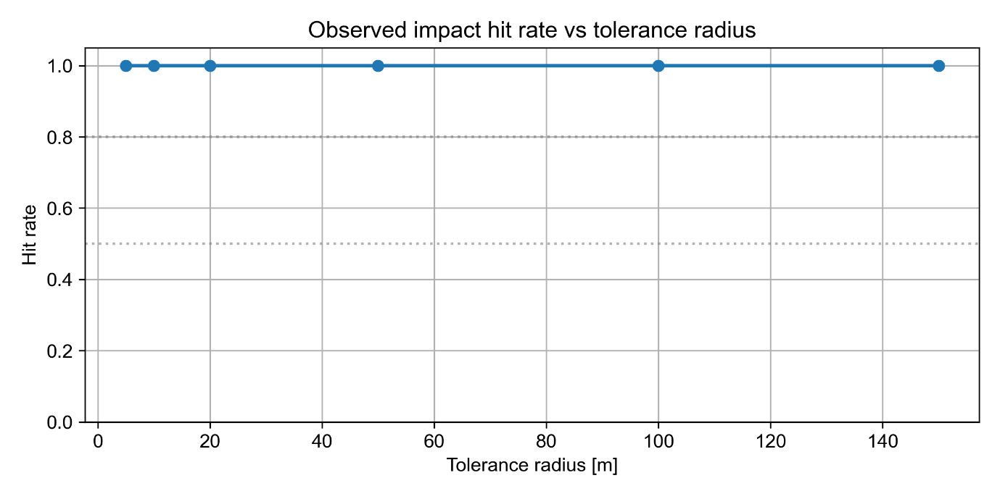 Observed impact hit rate vs tolerance radius
1.0
0.8
0.6
0.4
0.2
0.0
Hit rate
0 20 40 60 80 100 120 140
Tolerance radius [m]